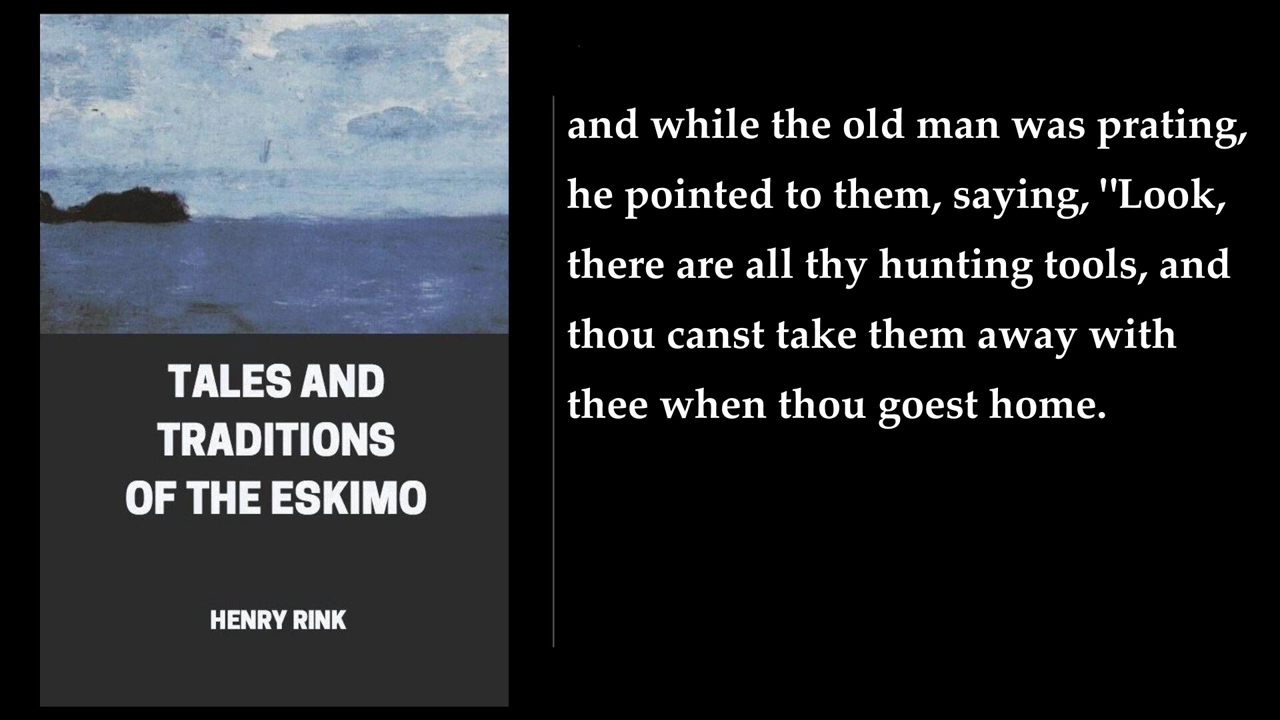 TALES AND
TRADITIONS
OF THE ESKIMO
HENRY RINK
and while the old man was prating,
he pointed to them, saying, "Look,
there are all thy hunting tools, and
thou canst take them away with
thee when thou goest home.